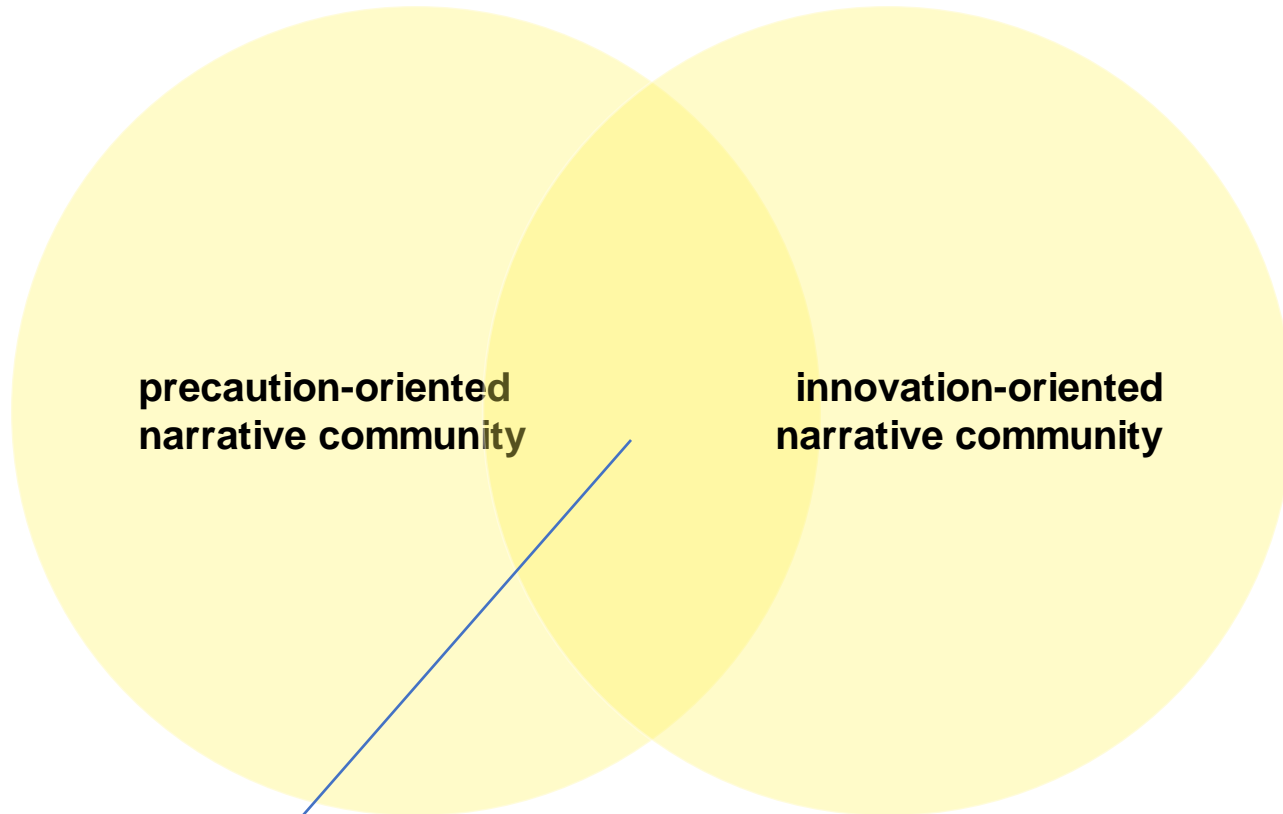 precaution-oriented
narrative community
innovation-oriented
narrative community